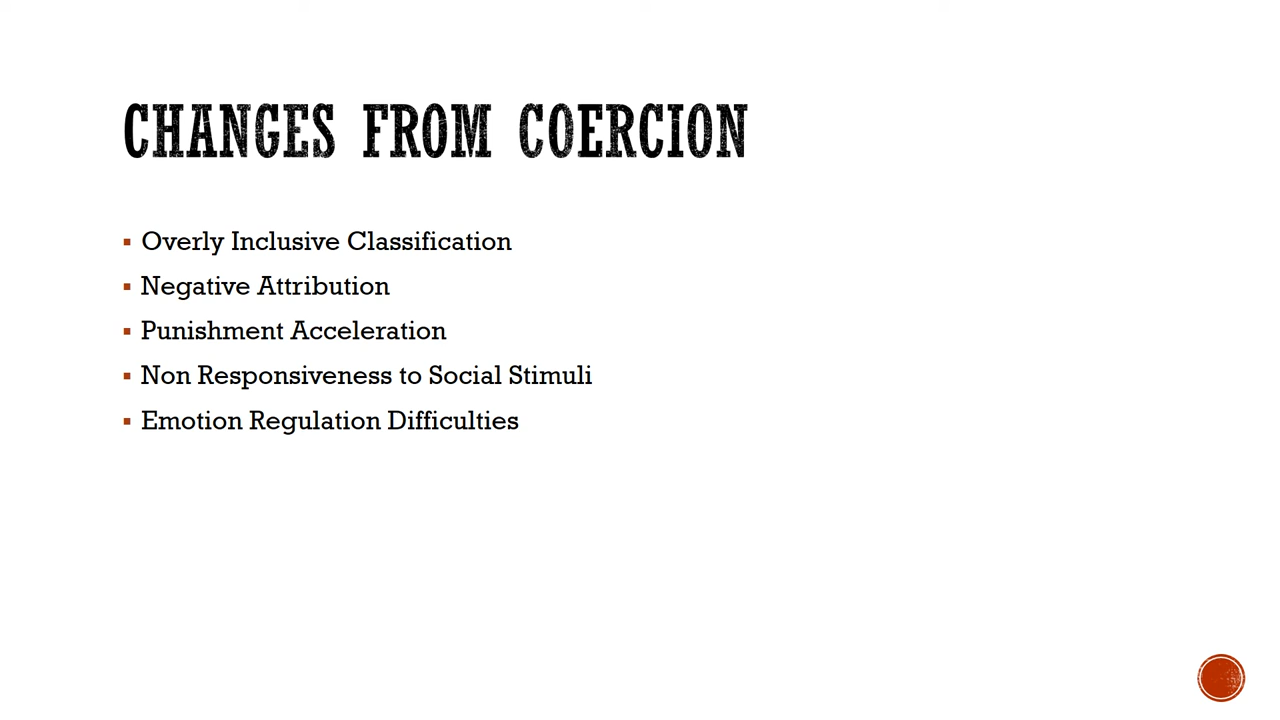 CHANGES FROM COERCION
▪ Overly Inclusive Classification
▪ Negative Attribution
▪ Punishment Acceleration
▪ Non Responsiveness to Social Stimuli
▪ Emotion Regulation Difficulties